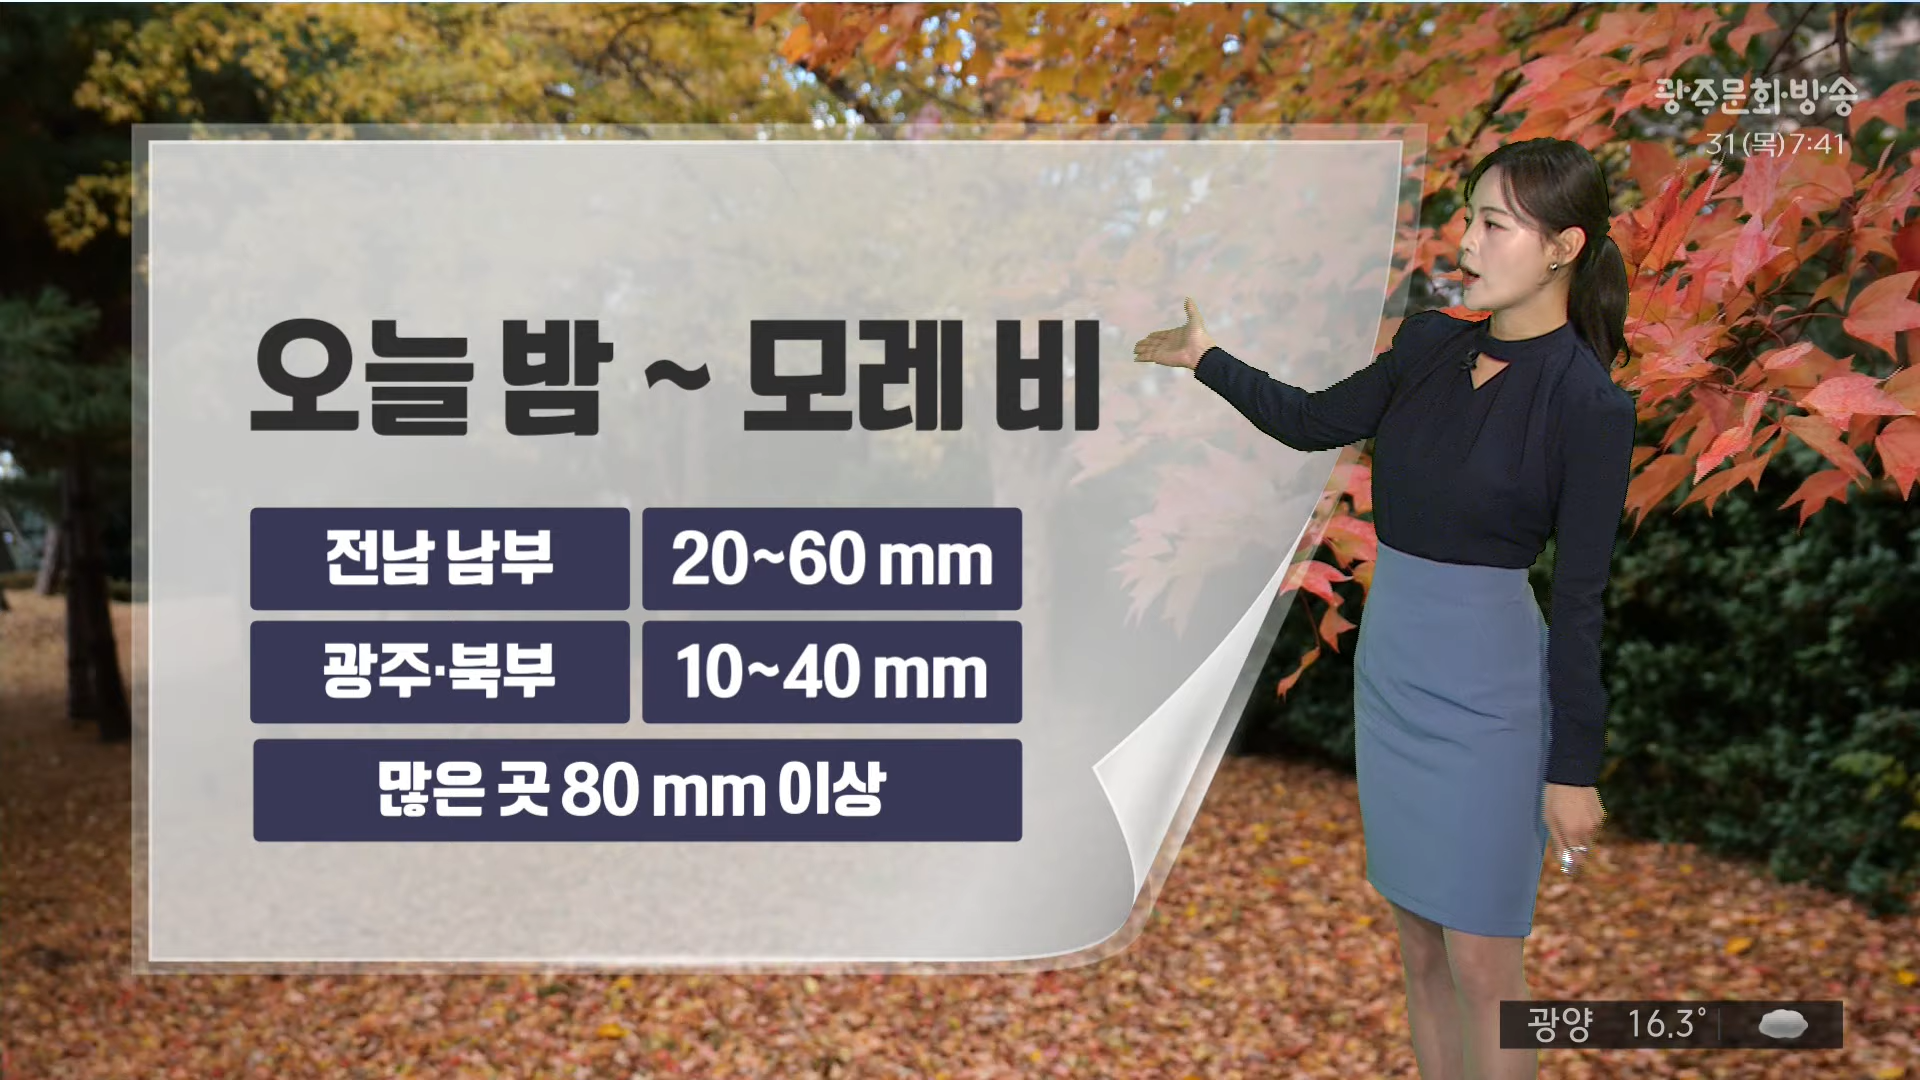 광주문화방송
31(목) 7:41
오늘 밤 ~ 모레 비
전남 남부 20~60 mm
광주·북부 10~40 mm
많은 곳 80 mm 이상
광양 16.3°